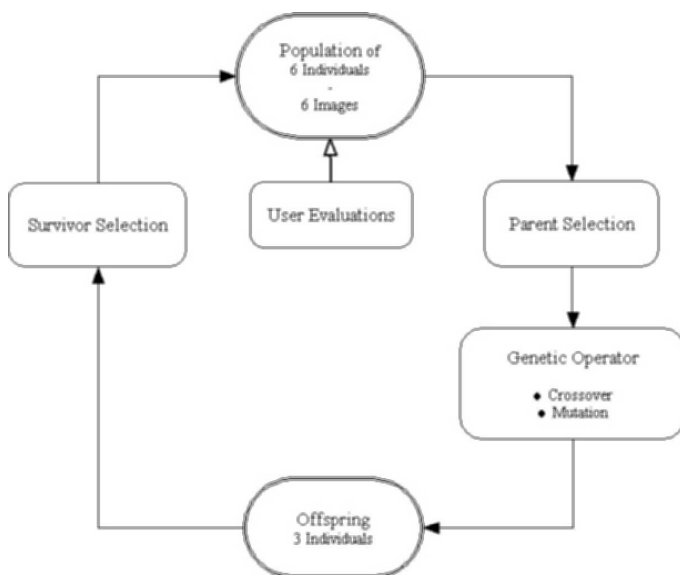 Population of
6 Individuals
-
6 Images
Survivor Selection
User Evaluations
Parent Selection
Genetic Operator
◆ Crossover
◆ Mutation
Offspring
3 Individuals